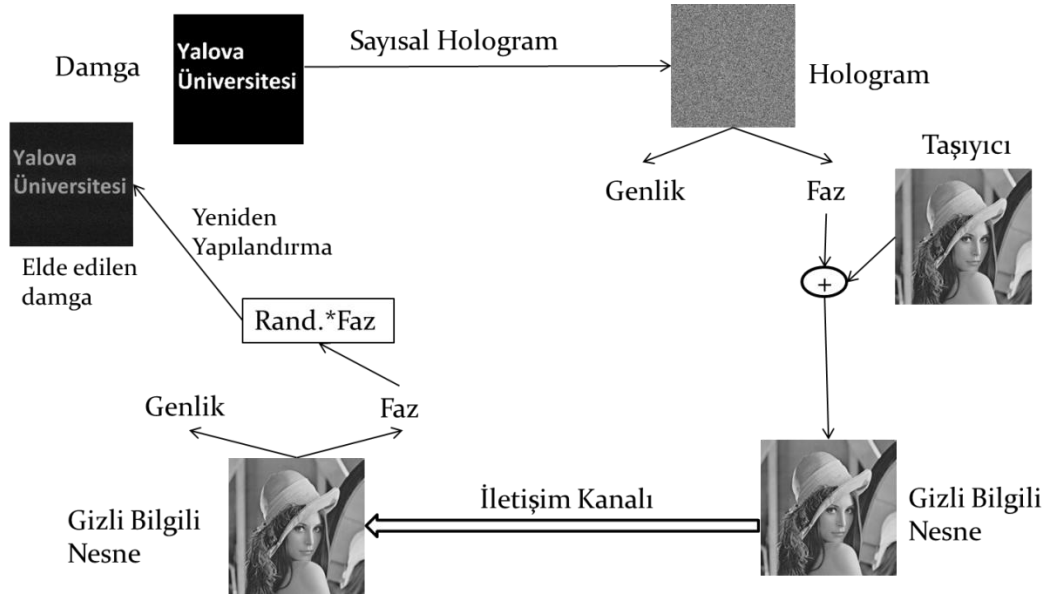 Damga
Yalova
Üniversitesi
Sayısal Hologram
Hologram
Taşıyıcı
Genlik
Faz
+
Yalova
Üniversitesi
Yeniden
Yapılandırma
Elde edilen
damga
Rand.*Faz
Genlik
Faz
İletişim Kanalı
Gizli Bilgili
Nesne
Gizli Bilgili
Nesne